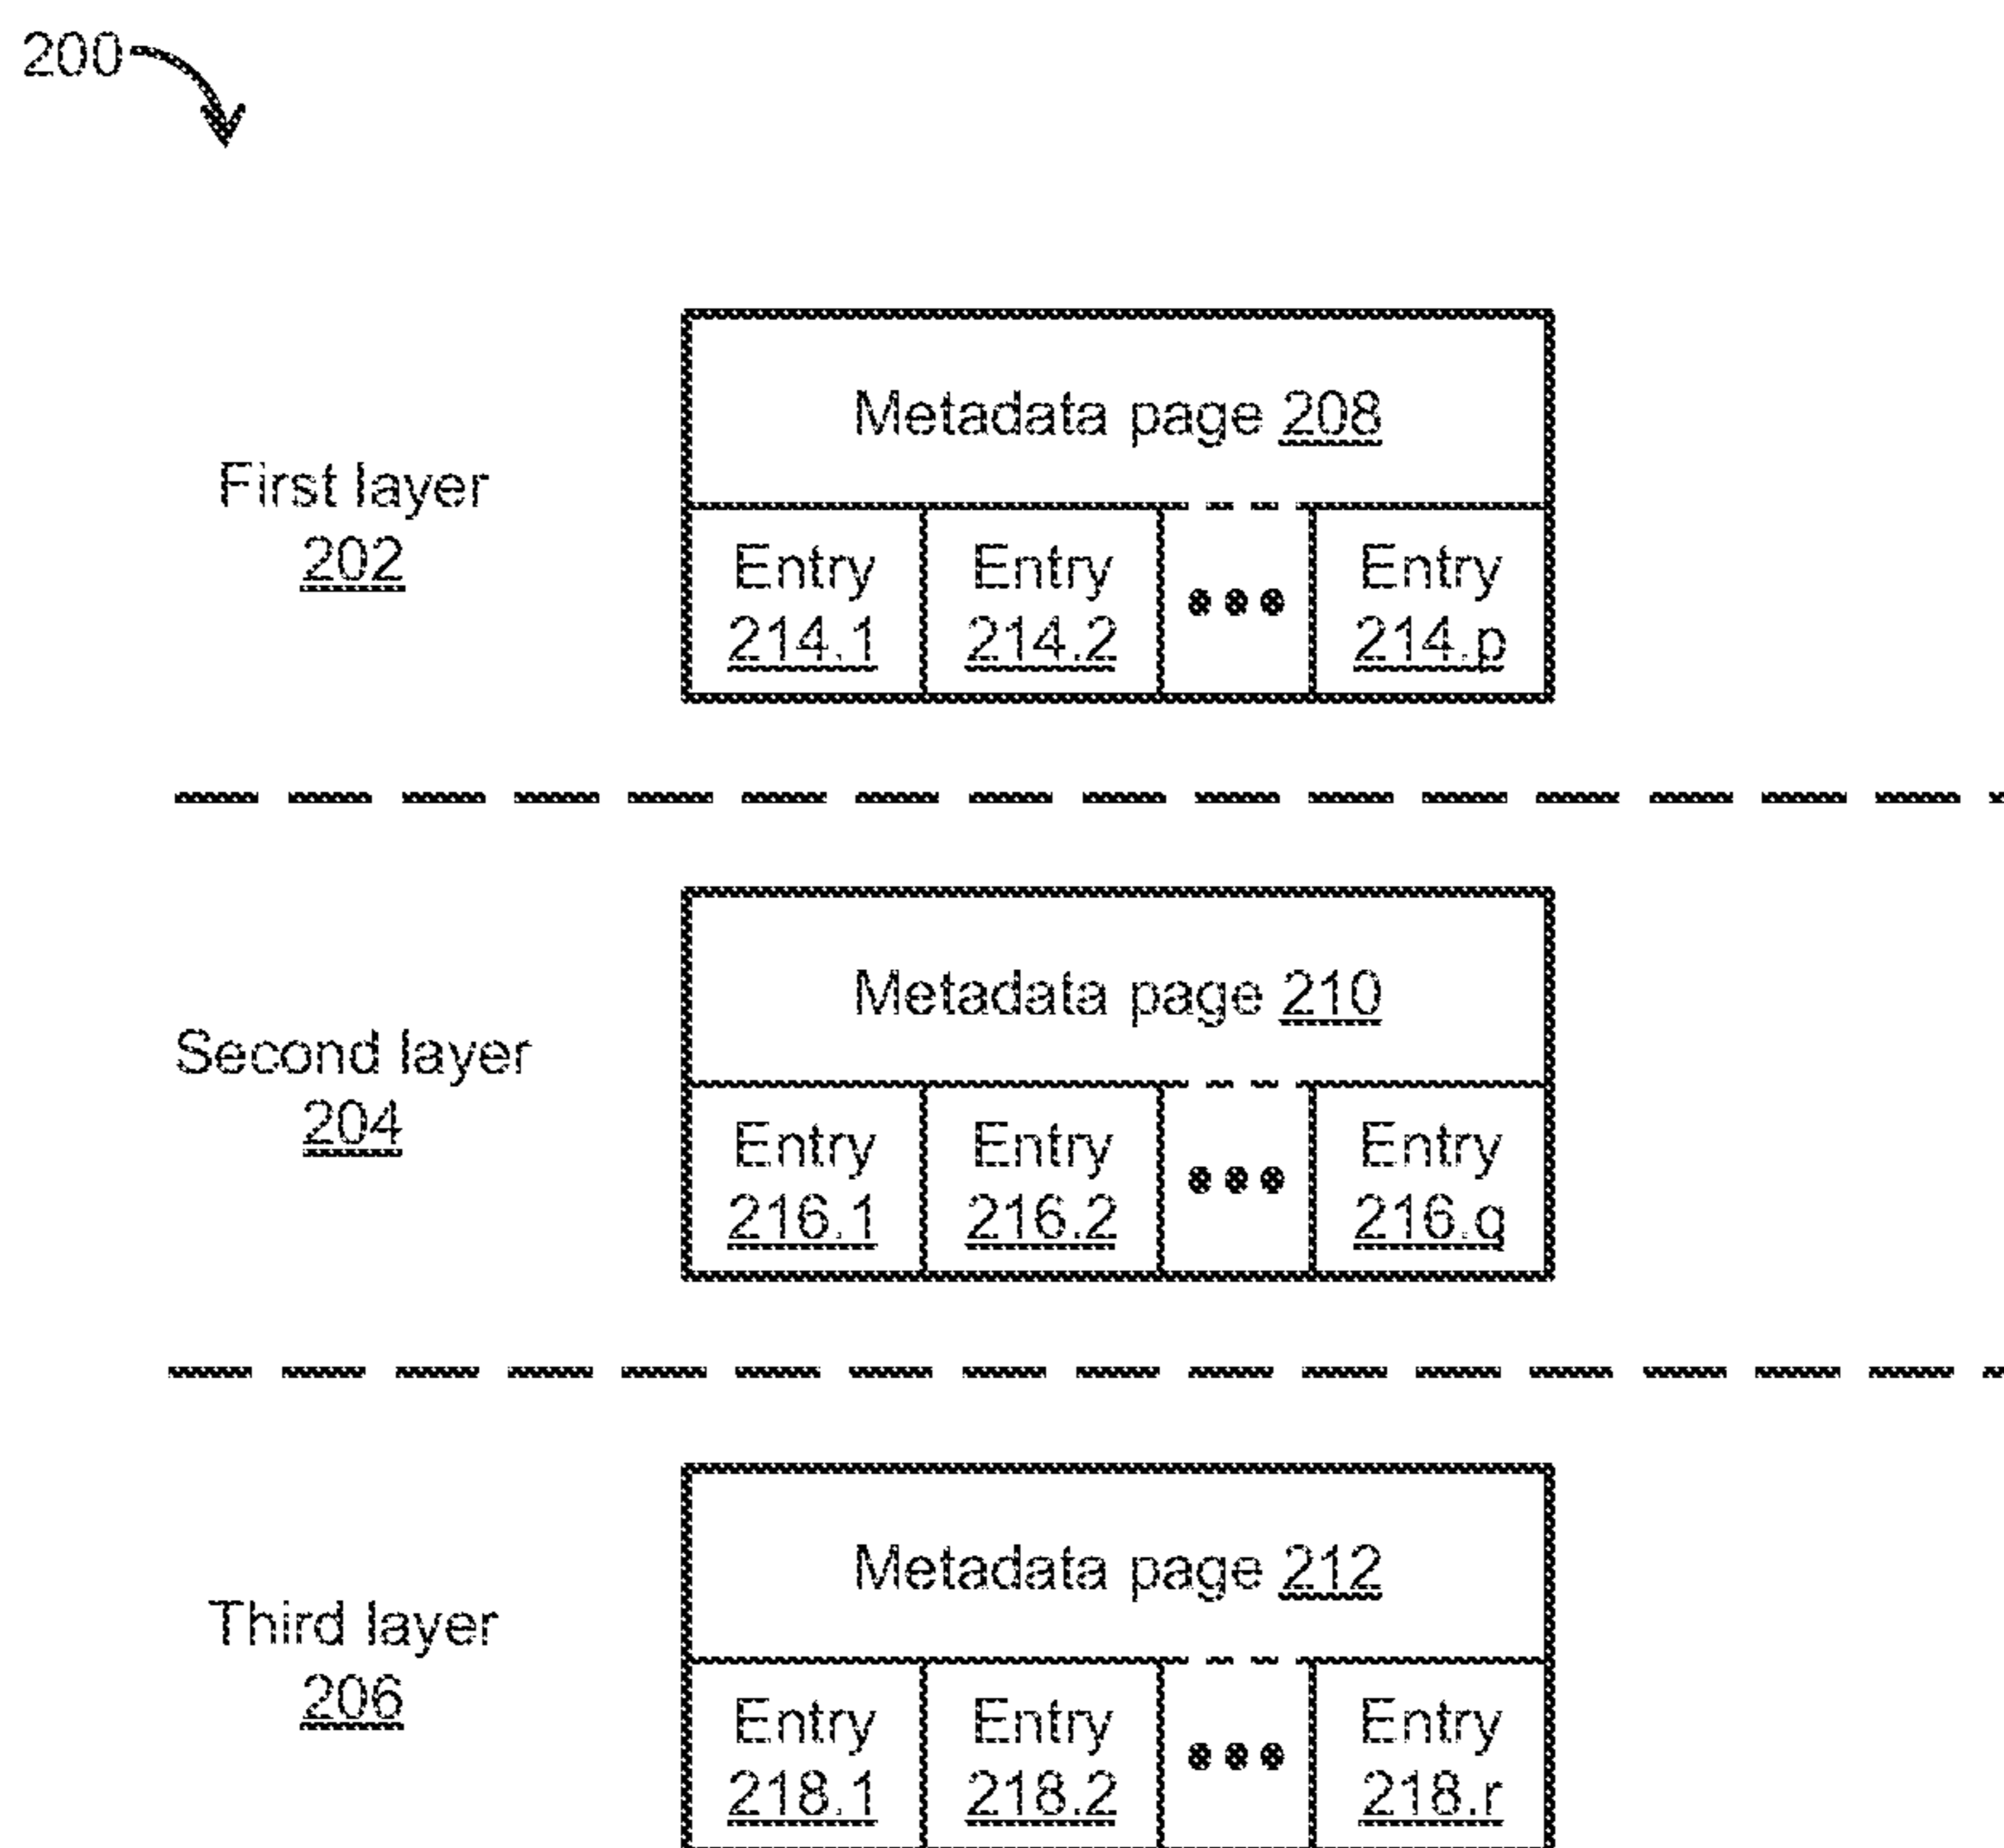 200
Metadata page 208
First layer
202
Entry
214.1
Entry
214.2
Entry
214.p
Metadata page 210
Second layer
204
Entry
216.1
Entry
216.2
Entry
216.q
Metadata page 212
Third layer
206
Entry
218.1
Entry
218.2
Entry
218.r